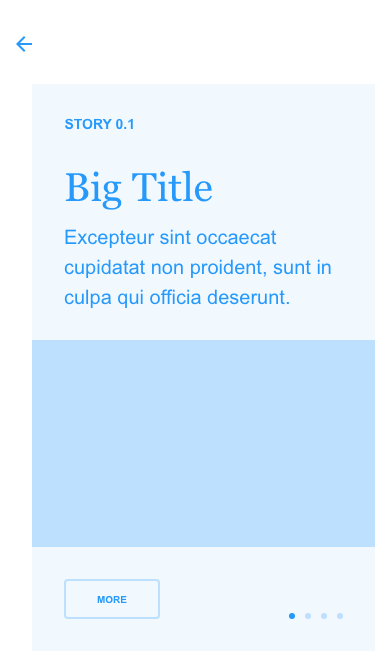 STORY 0.1
Big Title
Excepteur sint occaecat
cupidatat non proident, sunt in
culpa qui officia deserunt.
MORE